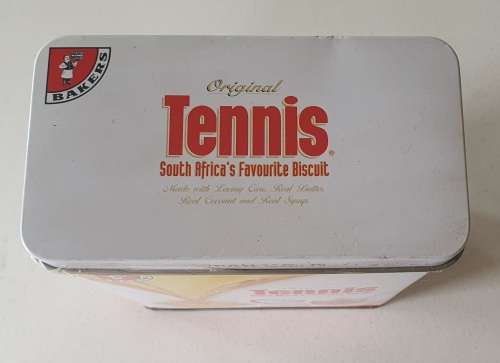 BAKERS
Original
Tennis®
South Africa's Favourite Biscuit
Made with Loving Care, Real Butter,
Real Coconut and Real Syrup.
Tennis